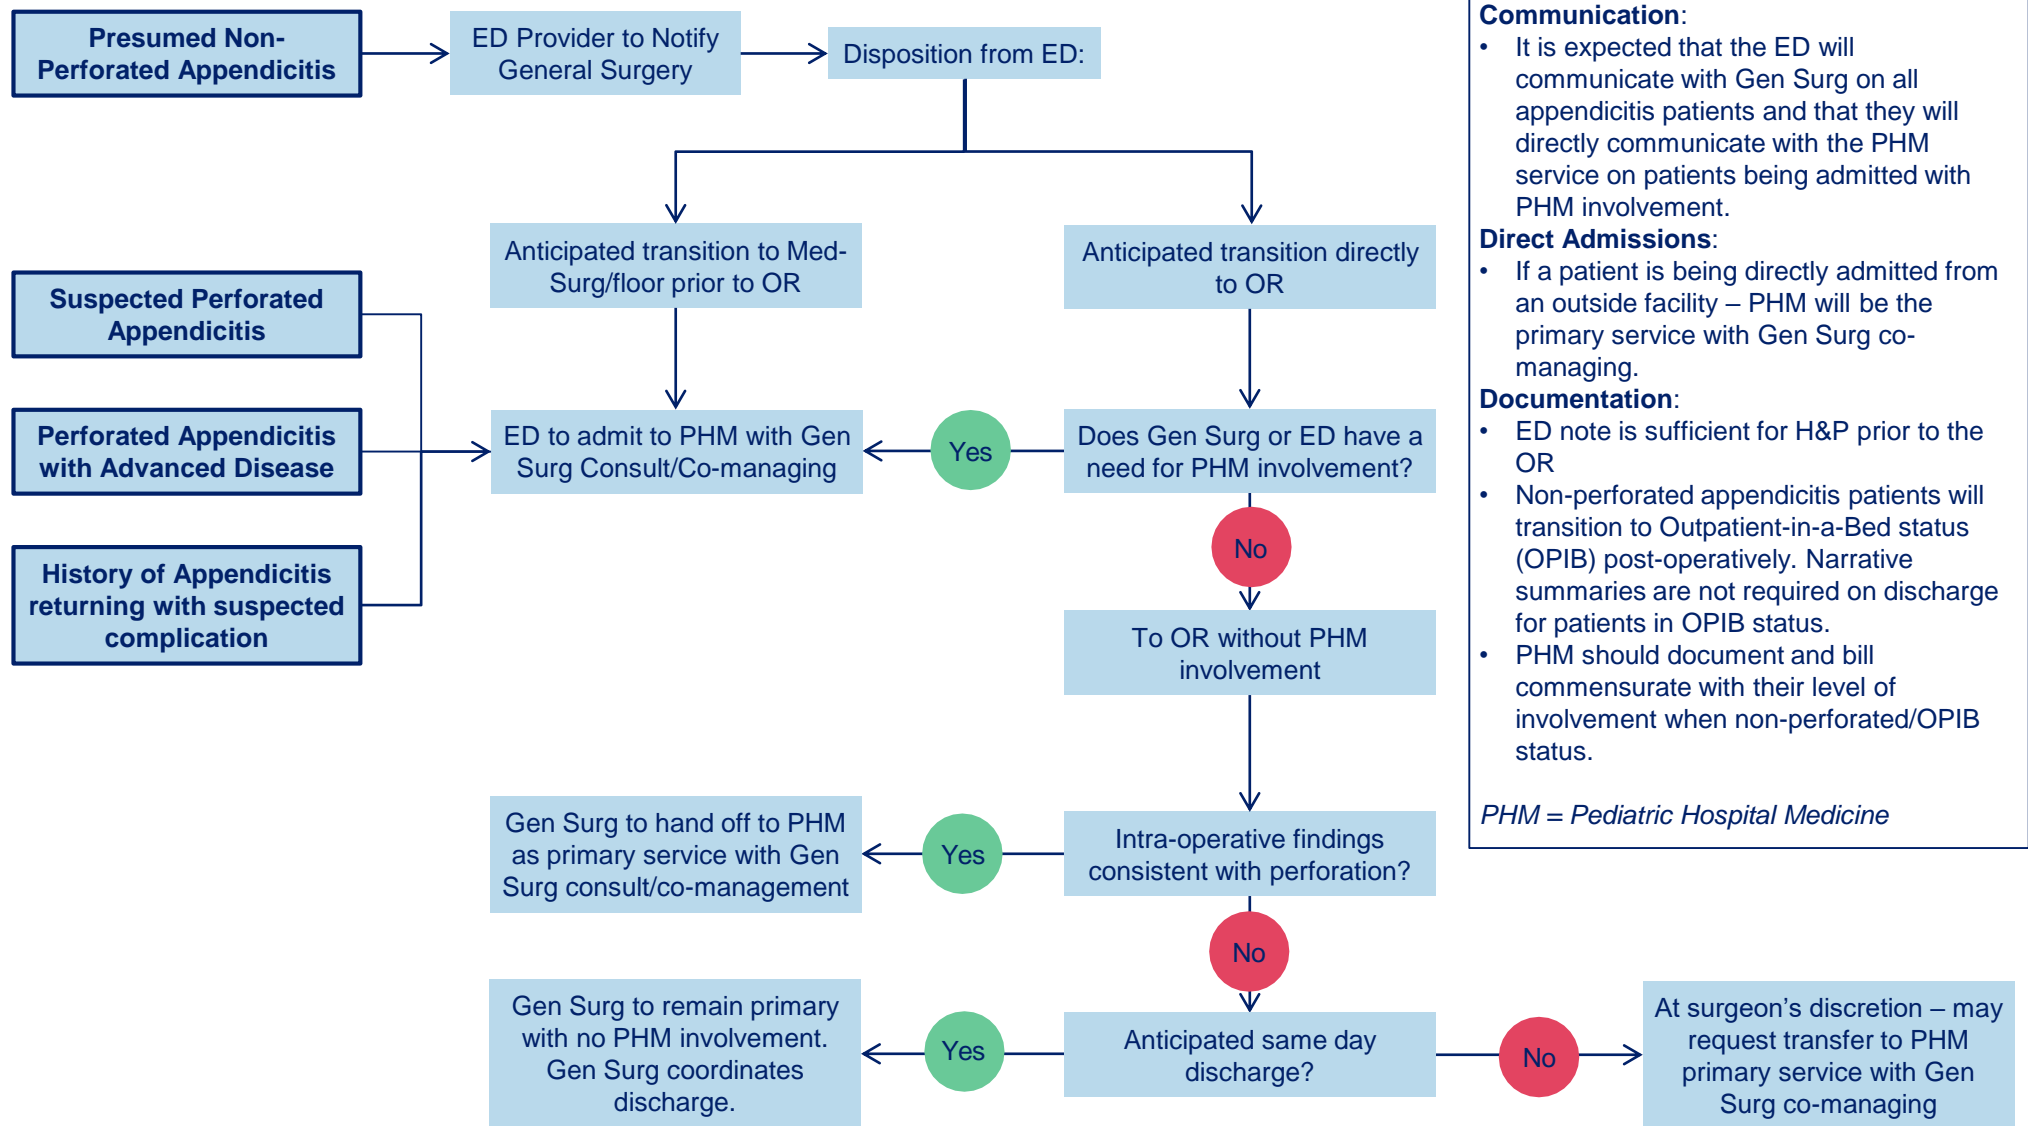 Presumed Non-
Perforated Appendicitis
ED Provider to Notify
General Surgery
Disposition from ED:
Anticipated transition to Med-
Surg/floor prior to OR
Anticipated transition directly
to OR
Suspected Perforated
Appendicitis
Perforated Appendicitis
with Advanced Disease
History of Appendicitis
returning with suspected
complication
ED to admit to PHM with Gen
Surg Consult/Co-managing
Yes
Does Gen Surg or ED have a
need for PHM involvement?
No
To OR without PHM
involvement
Gen Surg to hand off to PHM
as primary service with Gen
Surg consult/co-management
Yes
Intra-operative findings
consistent with perforation?
No
Gen Surg to remain primary
with no PHM involvement.
Gen Surg coordinates
discharge.
Yes
Anticipated same day
discharge?
No
At surgeon’s discretion – may
request transfer to PHM
primary service with Gen
Surg co-managing
Communication:
• It is expected that the ED will
communicate with Gen Surg on all
appendicitis patients and that they will
directly communicate with the PHM
service on patients being admitted with
PHM involvement.
Direct Admissions:
• If a patient is being directly admitted from
an outside facility – PHM will be the
primary service with Gen Surg co-
managing.
Documentation:
• ED note is sufficient for H&P prior to the
OR
• Non-perforated appendicitis patients will
transition to Outpatient-in-a-Bed status
(OPIB) post-operatively. Narrative
summaries are not required on discharge
for patients in OPIB status.
• PHM should document and bill
commensurate with their level of
involvement when non-perforated/OPIB
status.
PHM = Pediatric Hospital Medicine